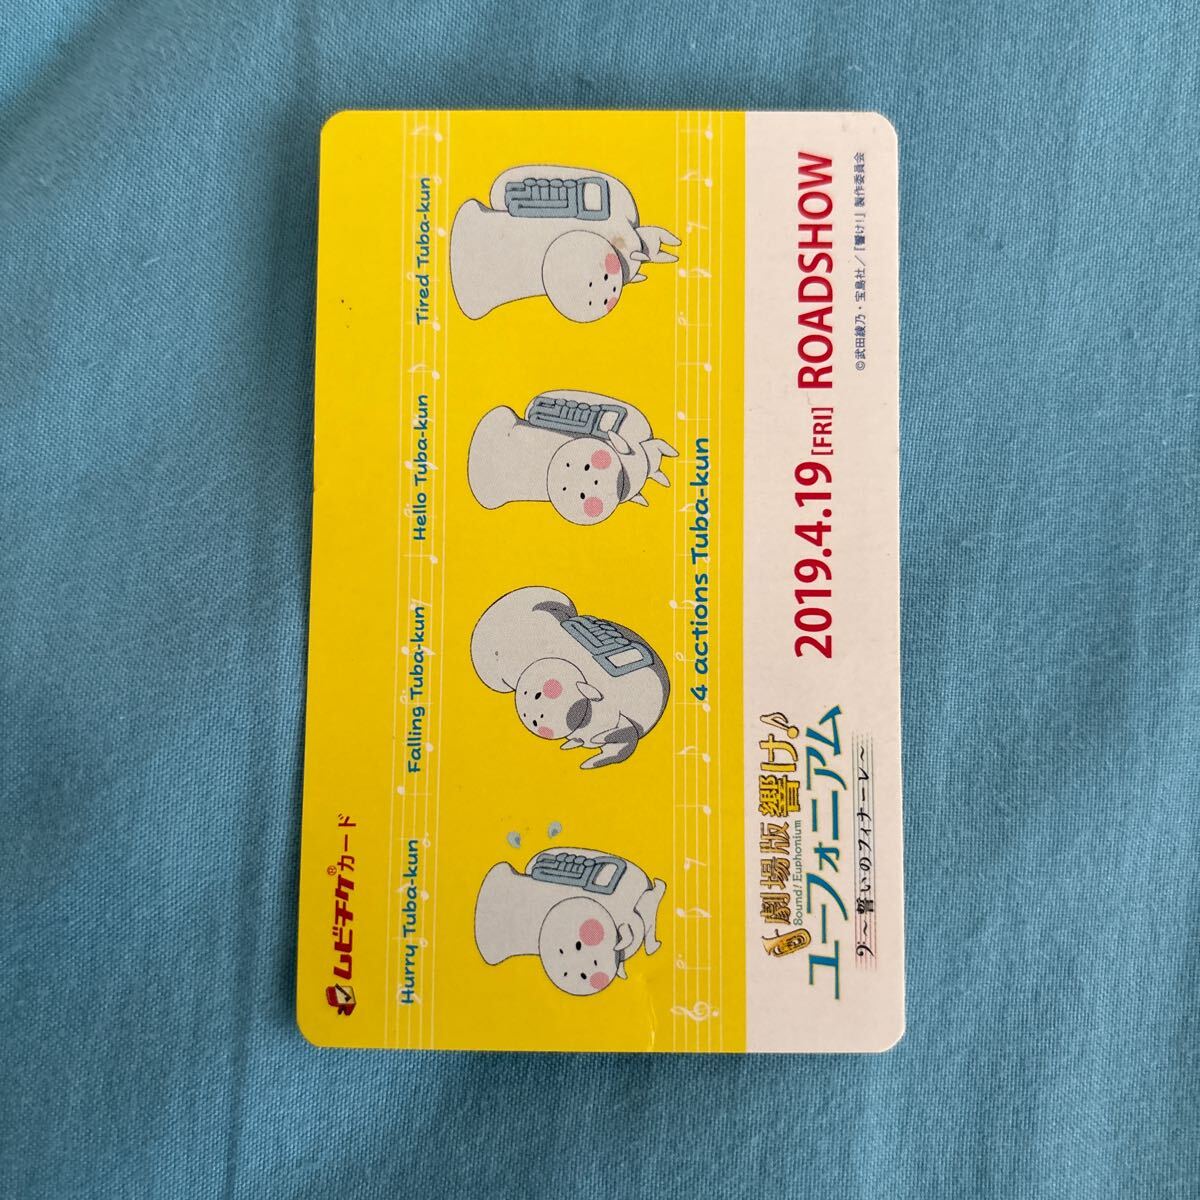 ムビチケ®カード
Hurry Tuba-kun
Falling Tuba-kun
Hello Tuba-kun
Tired Tuba-kun
4 actions Tuba-kun
劇場版 響け!
Sound! Euphonium
ユーフォニアム
～誓いのフィナーレ～
2019.4.19[FRI] ROADSHOW
©武田綾乃・宝島社／『響け!』製作委員会